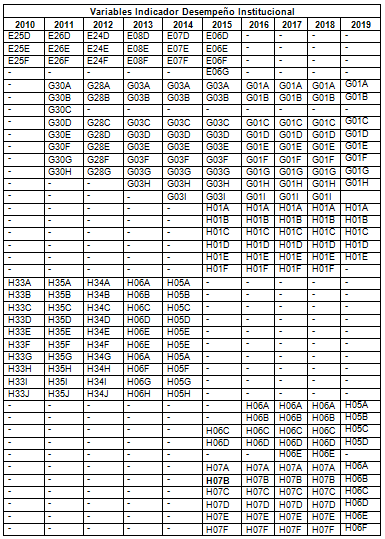 Variables Indicador Desempeño Institucional
2010 2011 2012 2013 2014 2015 2016 2017 2018 2019
E25D E26D E24D E08D E07D E06D - - - -
E25E E26E E24E E08E E07E E06E - - - -
E25F E26F E24F E08F E07F E06F - - - -
- - - - - E06G - - - -
- G30A G28A G03A G03A G03A G01A G01A G01A G01A
- G30B G28B G03B G03B G03B G01B G01B G01B G01B
- G30C - - - - - - - -
- G30D G28C G03C G03C G03C G01C G01C G01C G01C
- G30E G28D G03D G03D G03D G01D G01D G01D G01D
- G30F G28E G03E G03E G03E G01E G01E G01E G01E
- G30G G28F G03F G03F G03F G01F G01F G01F G01F
- G30H G28G G03G G03G G03G G01G G01G G01G G01G
- - - G03H G03H G03H G01H G01H G01H G01H
- - - - G03I G03I G01I G01I G01I
- - - - - H01A H01A H01A H01A H01A
- - - - - H01B H01B H01B H01B H01B
- - - - - H01C H01C H01C H01C H01C
- - - - - H01D H01D H01D H01D H01D
- - - - - H01E H01E H01E H01E H01E
- - - - - H01F H01F H01F H01F -
H33A H35A H34A H06A H05A - - - - -
H33B H35B H34B H06B H05B - - - - -
H33C H35C H34C H06C H05C - - - - -
H33D H35D H34D H06D H05D - - - - -
H33E H35E H34E H06E H05E - - - - -
H33F H35F H34F H06E H05E - - - - -
H33G H35G H34G H06A H05A - - - - -
H33H H35H H34H H06F H05F - - - - -
H33I H35I H34I H06G H05G - - - - -
H33J H35J H34J H06H H05H - - - - -
- - - - - - H06A H06A H06A H05A
- - - - - - H06B H06B H06B H05B
- - - - - H06C H06C H06C H06C H05C
- - - - - H06D H06D H06D H06D H05D
- - - - - - - H06E H06E -
- - - - - H07A H07A H07A H07A H06A
- - - - - H07B H07B H07B H07B H06B
- - - - - H07C H07C H07C H07C H06C
- - - - - H07D H07D H07D H07D H06D
- - - - - H07E H07E H07E H07E H06E
- - - - - H07F H07F H07F H07F H06F